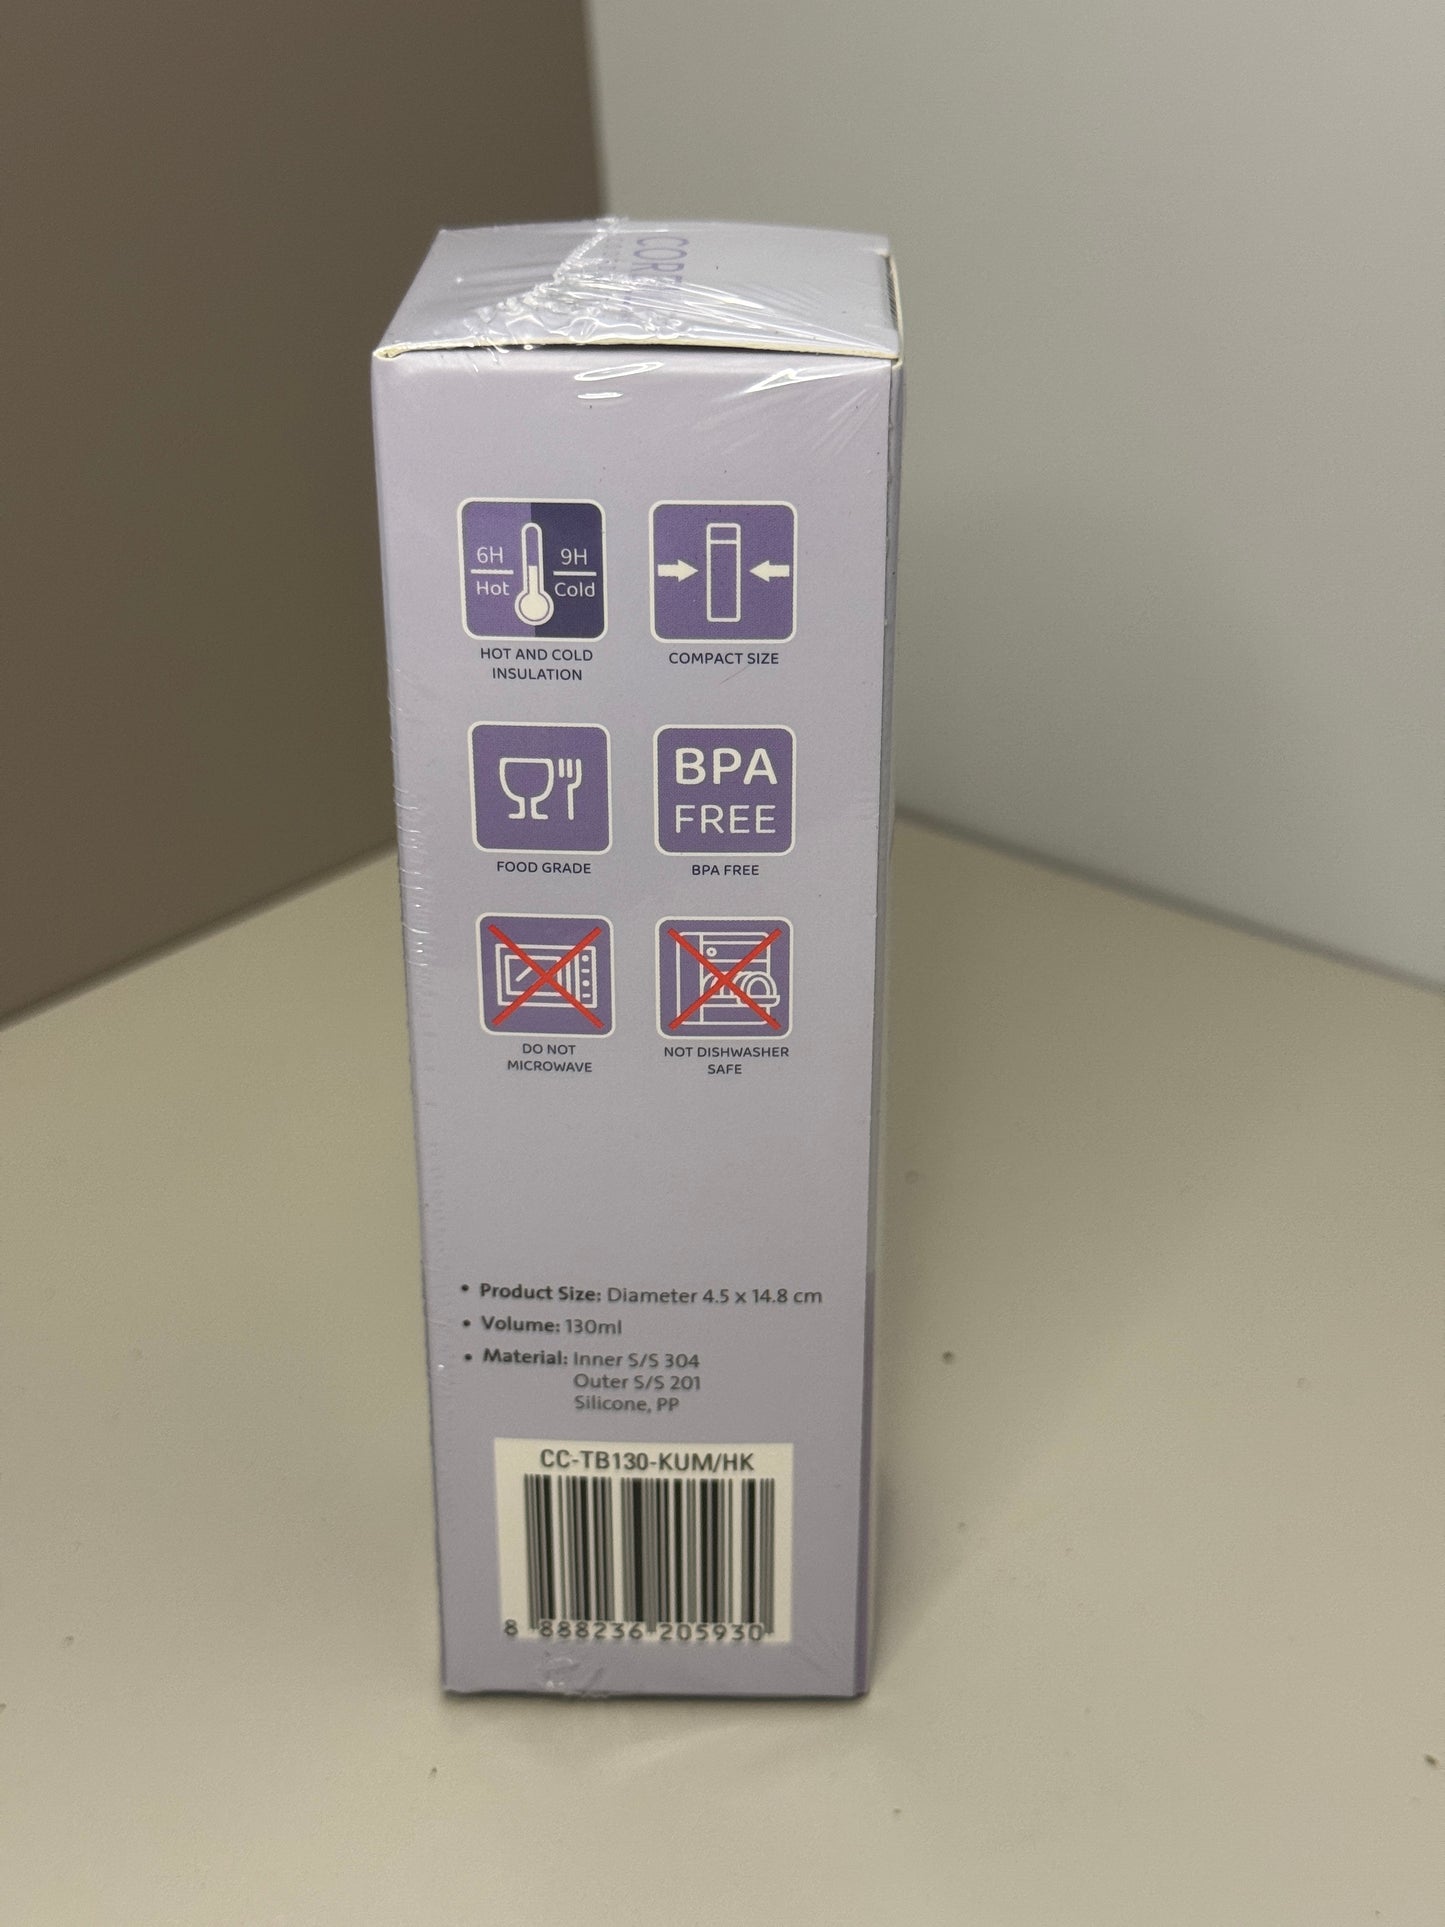 6H
Hot
9H
Cold
HOT AND COLD
INSULATION
COMPACT SIZE
FOOD GRADE
BPA
FREE
BPA FREE
DO NOT
MICROWAVE
NOT DISHWASHER
SAFE
• Product Size: Diameter 4.5 x 14.8 cm
• Volume: 130ml
• Material: Inner S/S 304
Outer S/S 201
Silicone, PP
CC-TB130-KUM/HK
8 888236 205930